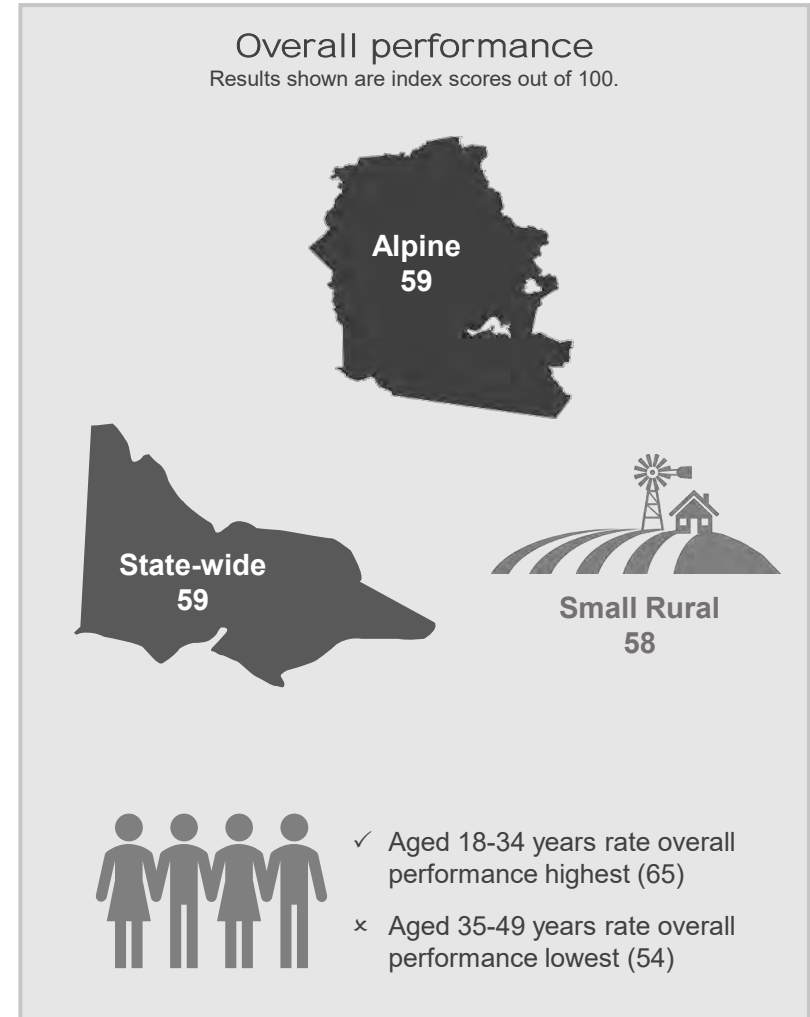 Overall performance
Results shown are index scores out of 100.
Alpine
59
State-wide
59
Small Rural
58
✓ Aged 18-34 years rate overall
performance highest (65)
× Aged 35-49 years rate overall
performance lowest (54)